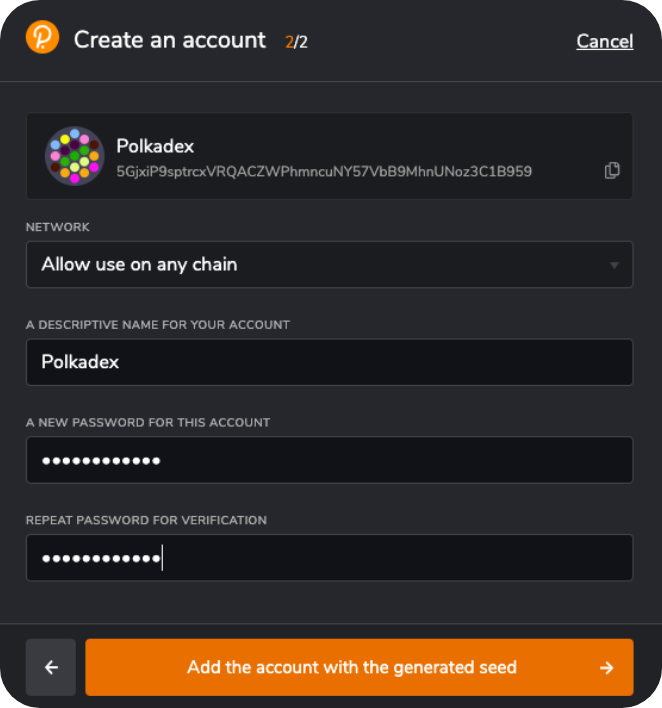 Create an account 2/2
Cancel
Polkadex
5GjxiP9sptrcxVRQACZWPhmncuNY57VbB9MhnUNoz3C1B959
NETWORK
Allow use on any chain
A DESCRIPTIVE NAME FOR YOUR ACCOUNT
Polkadex
A NEW PASSWORD FOR THIS ACCOUNT
••••••••••••
REPEAT PASSWORD FOR VERIFICATION
••••••••••••
Add the account with the generated seed